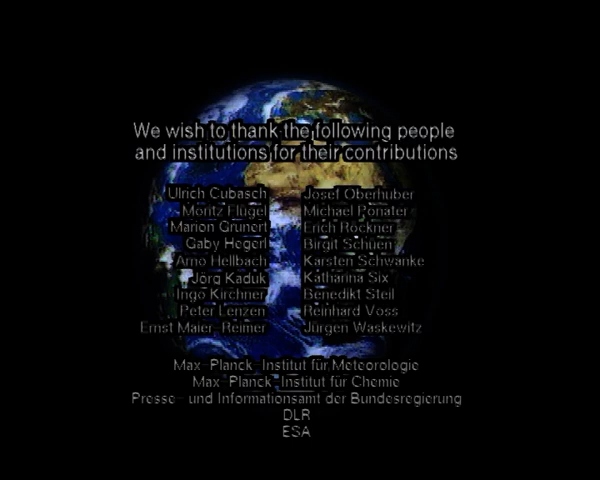 We wish to thank the following people
and institutions for their contributions
Ulrich Cubasch Josef Oberhuber
Moritz Flügel Michael Ponater
Marion Grunert Erich Röckner
Gaby Hegerl Birgit Schüen
Arno Hellbach Karsten Schwanke
Jörg Kaduk Katharina Six
Ingo Kirchner Benedikt Steil
Peter Lenzen Reinhard Voss
Ernst Maier-Reimer Jürgen Waskewitz
Max-Planck-Institut für Meteorologie
Max-Planck-Institut für Chemie
Presse- und Informationsamt der Bundesregierung
DLR
ESA